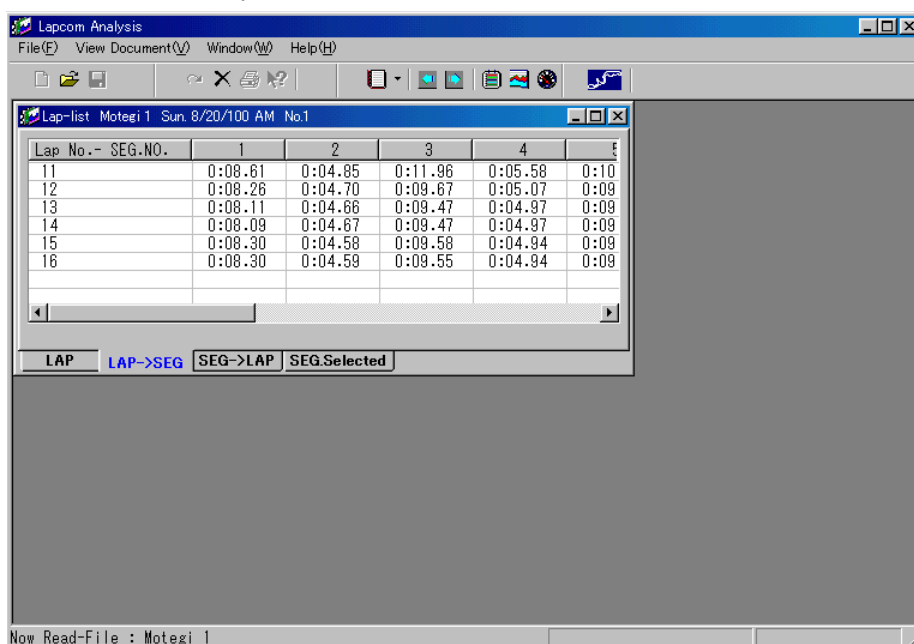 Lapcom Analysis
File(F) View Document(V) Window(W) Help(H)
Lap-list Motegi 1 Sun. 8/20/100 AM No.1
Lap No.- SEG.NO. 1 2 3 4 5
11 0:08.61 0:04.85 0:11.96 0:05.58 0:10
12 0:08.26 0:04.70 0:09.67 0:05.07 0:09
13 0:08.11 0:04.66 0:09.47 0:04.97 0:09
14 0:08.09 0:04.67 0:09.47 0:04.97 0:09
15 0:08.30 0:04.58 0:09.58 0:04.94 0:09
16 0:08.30 0:04.59 0:09.55 0:04.94 0:09
LAP LAP->SEG SEG->LAP SEG.Selected
Now Read-File : Motegi 1